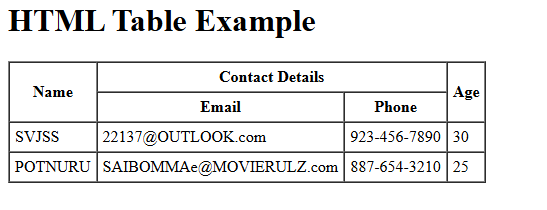 HTML Table Example
Name Contact Details Age
Email Phone
SVJSS 22137@OUTLOOK.com 923-456-7890 30
POTNURU SAIBOMMAe@MOVIERULZ.com 887-654-3210 25